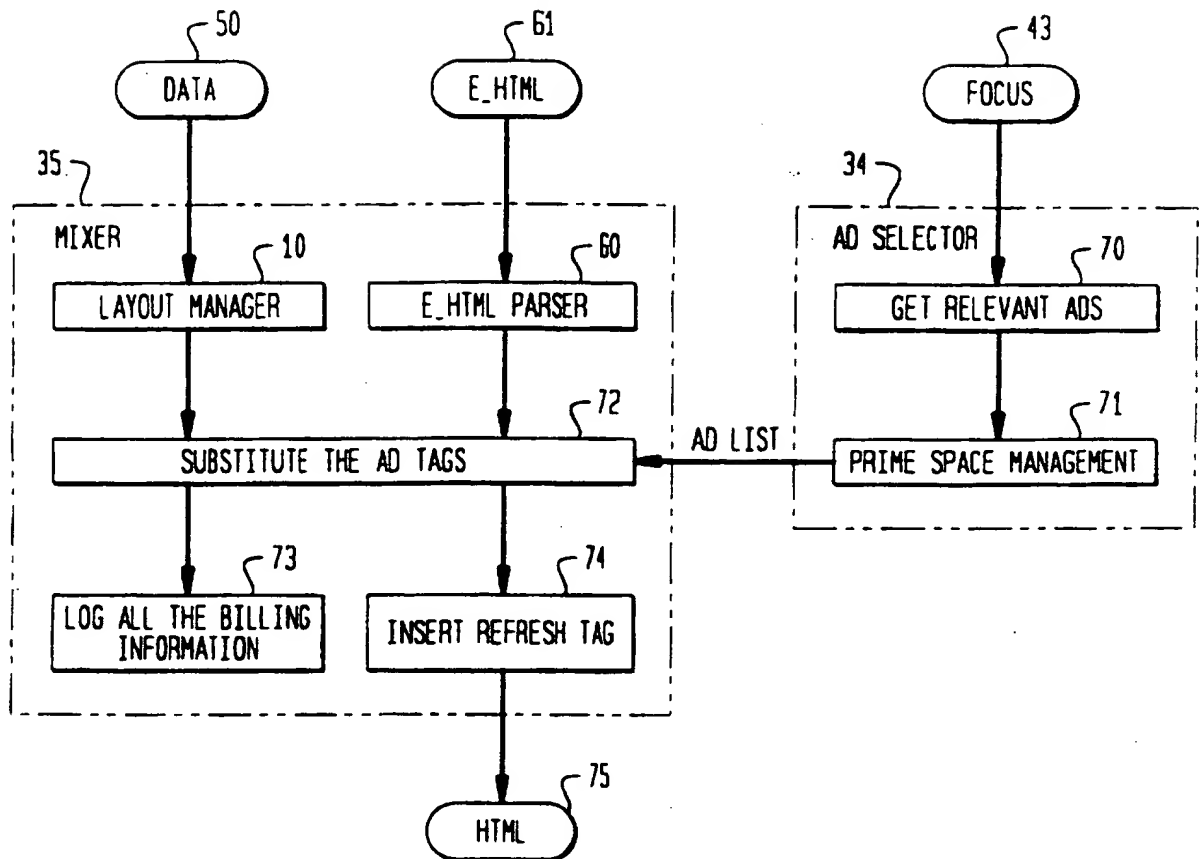 50
61
43
DATA
E_HTML
FOCUS
35
34
MIXER
AD SELECTOR
10
60
70
LAYOUT MANAGER
E_HTML PARSER
GET RELEVANT ADS
72
71
SUBSTITUTE THE AD TAGS
AD LIST
PRIME SPACE MANAGEMENT
73
74
LOG ALL THE BILLING
INFORMATION
INSERT REFRESH TAG
75
HTML